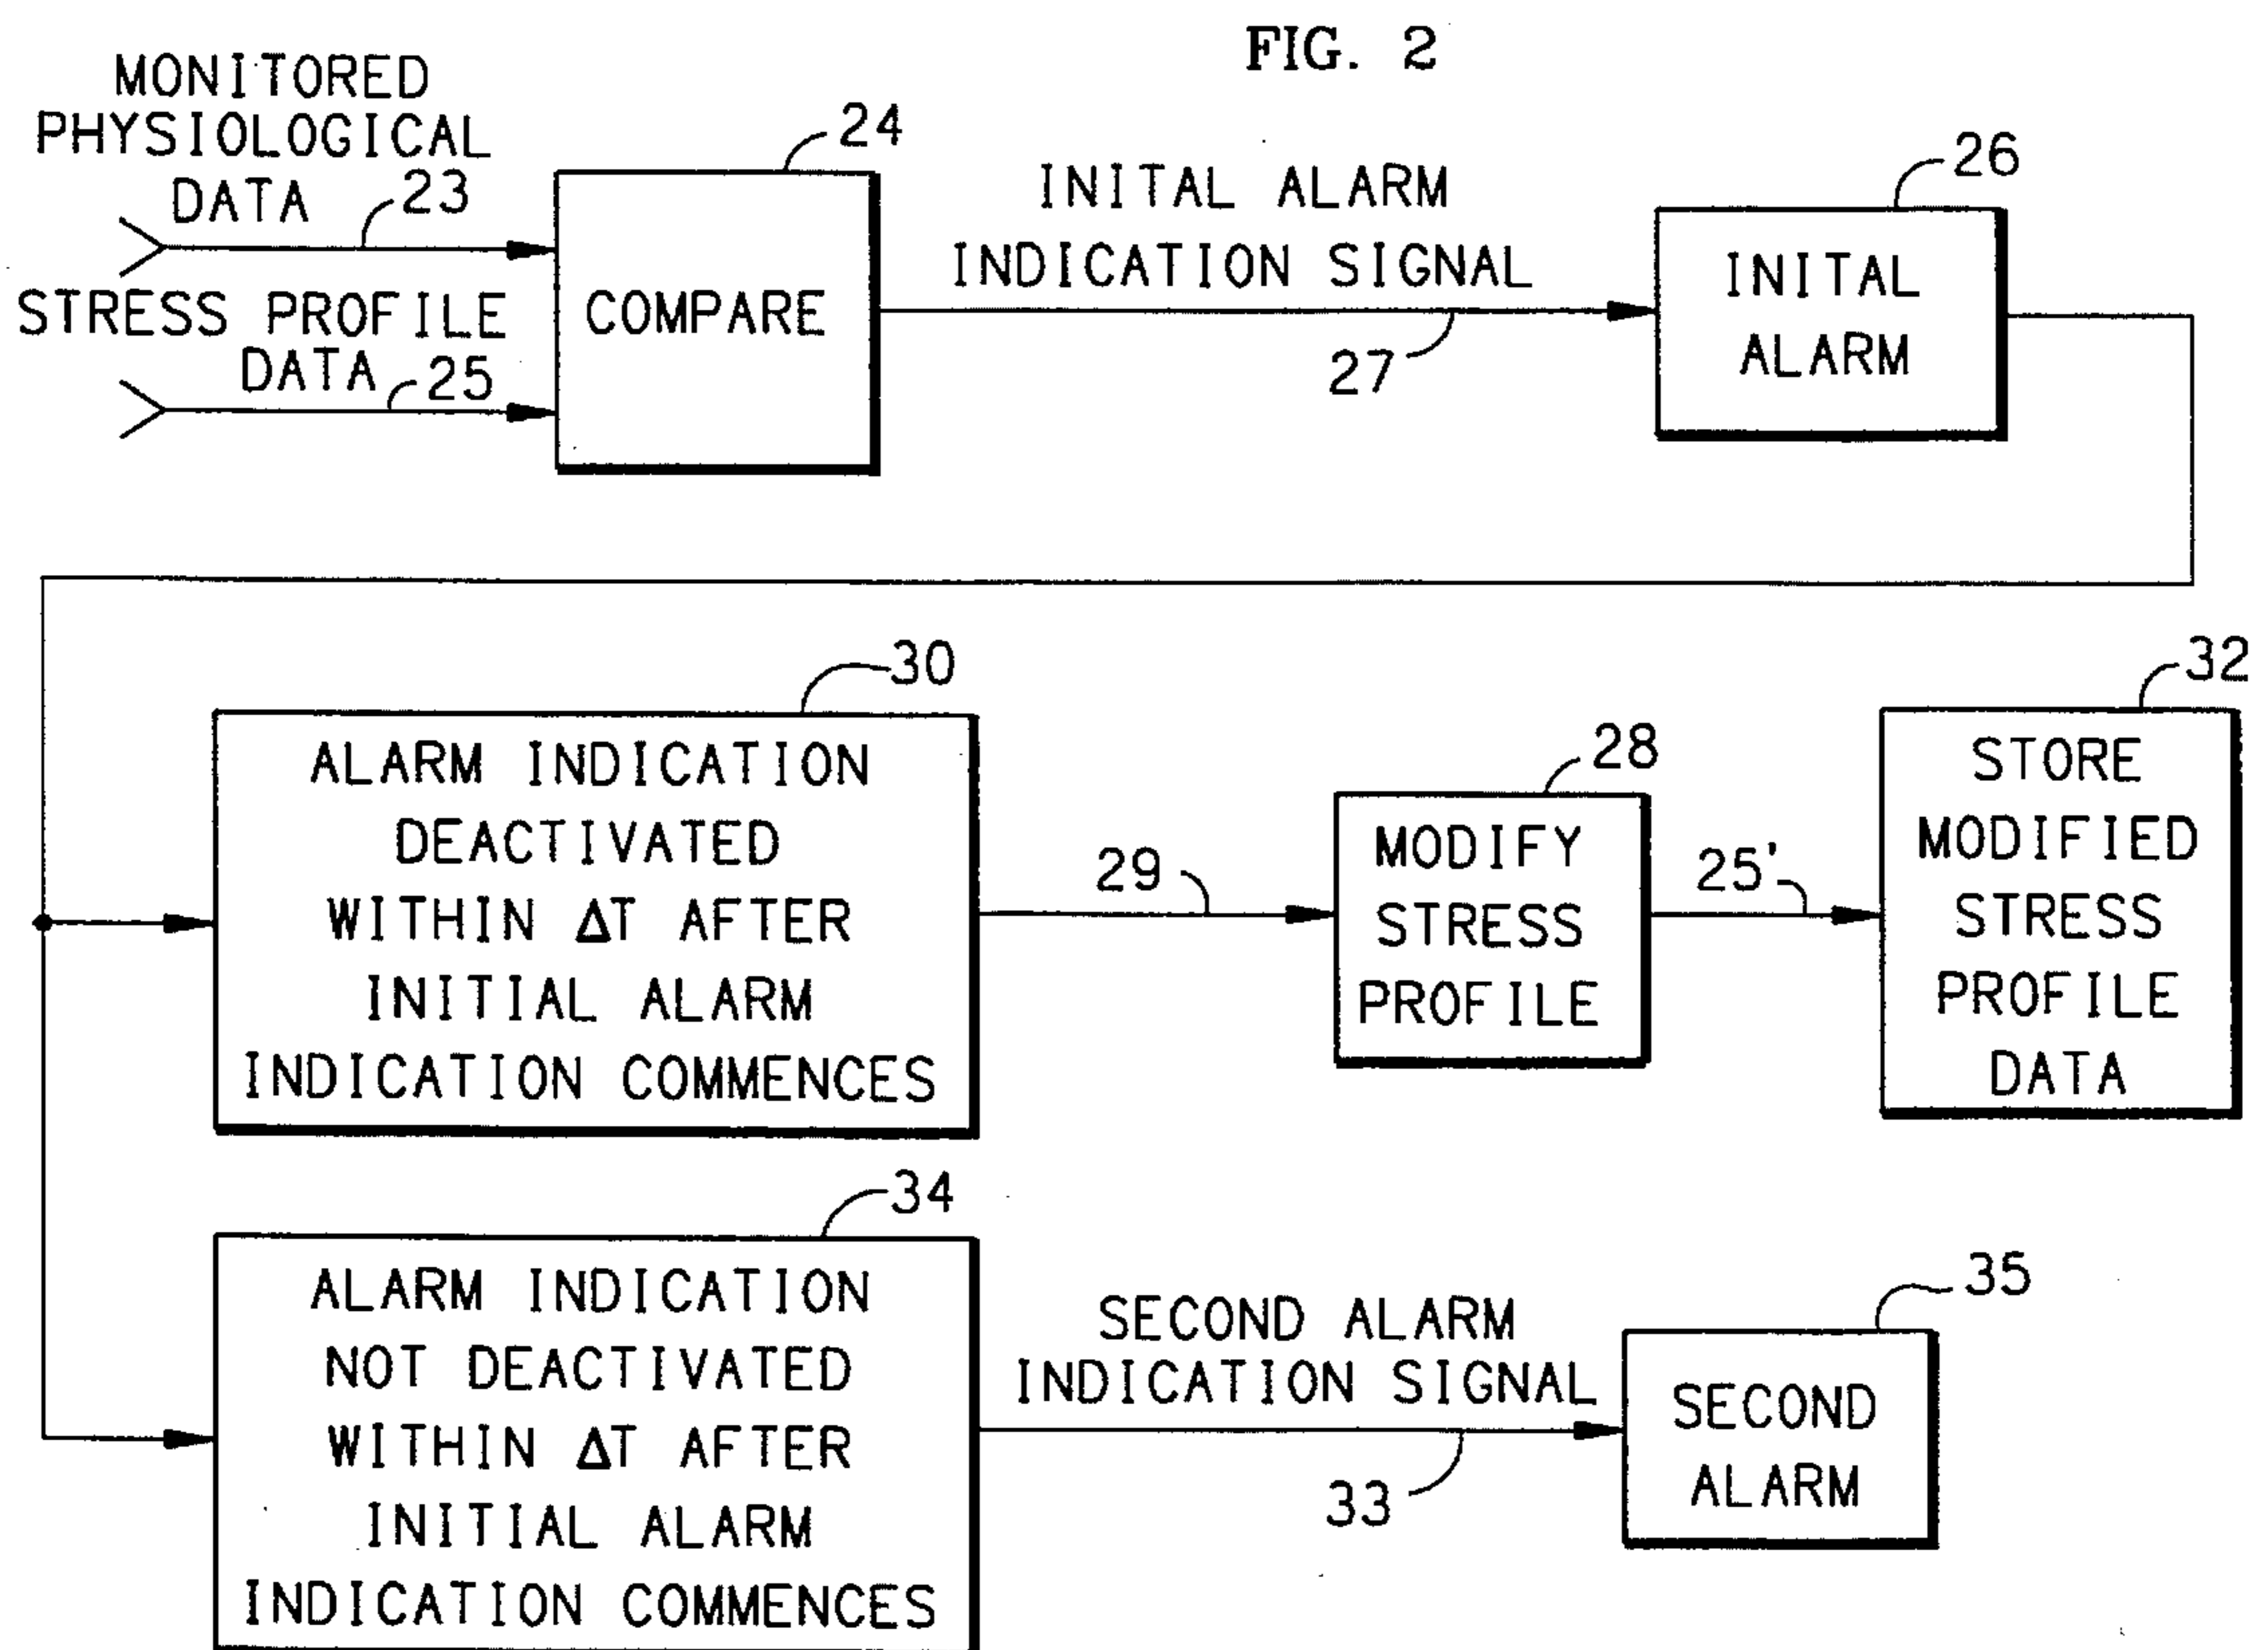 FIG. 2
MONITORED
PHYSIOLOGICAL
DATA
23
STRESS PROFILE
DATA
25
24
COMPARE
INITAL ALARM
INDICATION SIGNAL
27
26
INITAL
ALARM
30
ALARM INDICATION
DEACTIVATED
WITHIN ΔT AFTER
INITIAL ALARM
INDICATION COMMENCES
29
28
MODIFY
STRESS
PROFILE
25'
32
STORE
MODIFIED
STRESS
PROFILE
DATA
34
ALARM INDICATION
NOT DEACTIVATED
WITHIN ΔT AFTER
INITIAL ALARM
INDICATION COMMENCES
SECOND ALARM
INDICATION SIGNAL
33
35
SECOND
ALARM